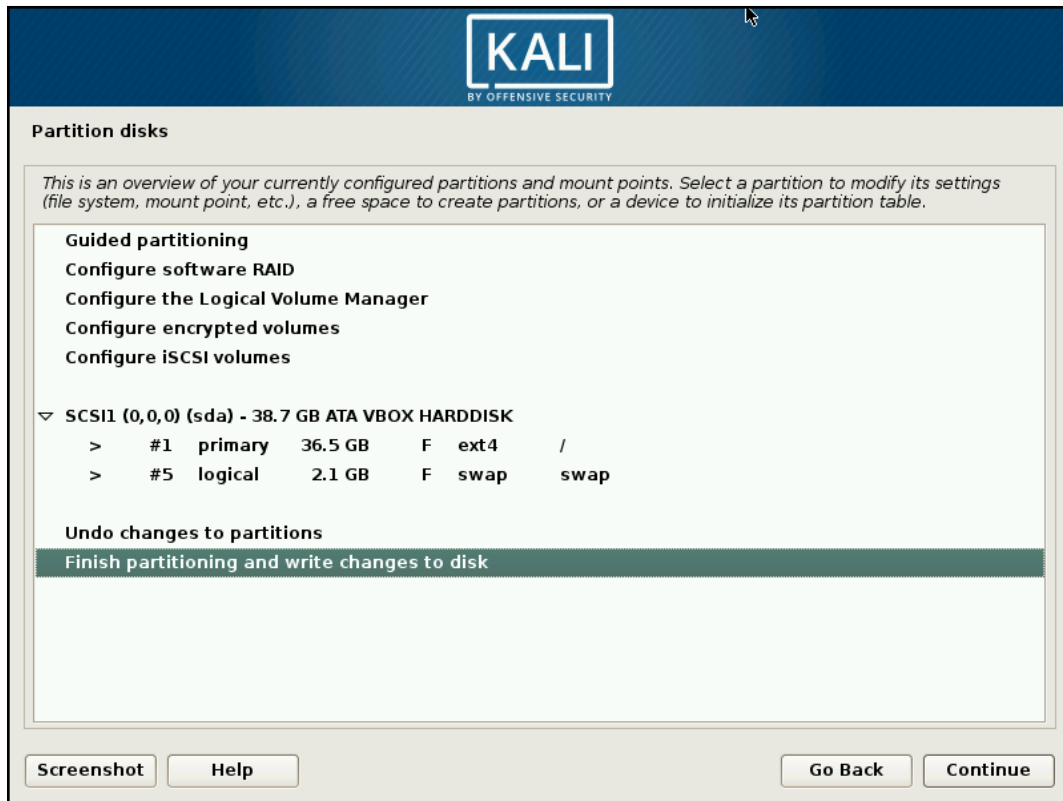 KALI
BY OFFENSIVE SECURITY
Partition disks
This is an overview of your currently configured partitions and mount points. Select a partition to modify its settings
(file system, mount point, etc.), a free space to create partitions, or a device to initialize its partition table.
Guided partitioning
Configure software RAID
Configure the Logical Volume Manager
Configure encrypted volumes
Configure iSCSI volumes
SCSI1 (0,0,0) (sda) - 38.7 GB ATA VBOX HARDDISK
> #1 primary 36.5 GB F ext4 /
> #5 logical 2.1 GB F swap swap
Undo changes to partitions
Finish partitioning and write changes to disk
Screenshot Help Go Back Continue